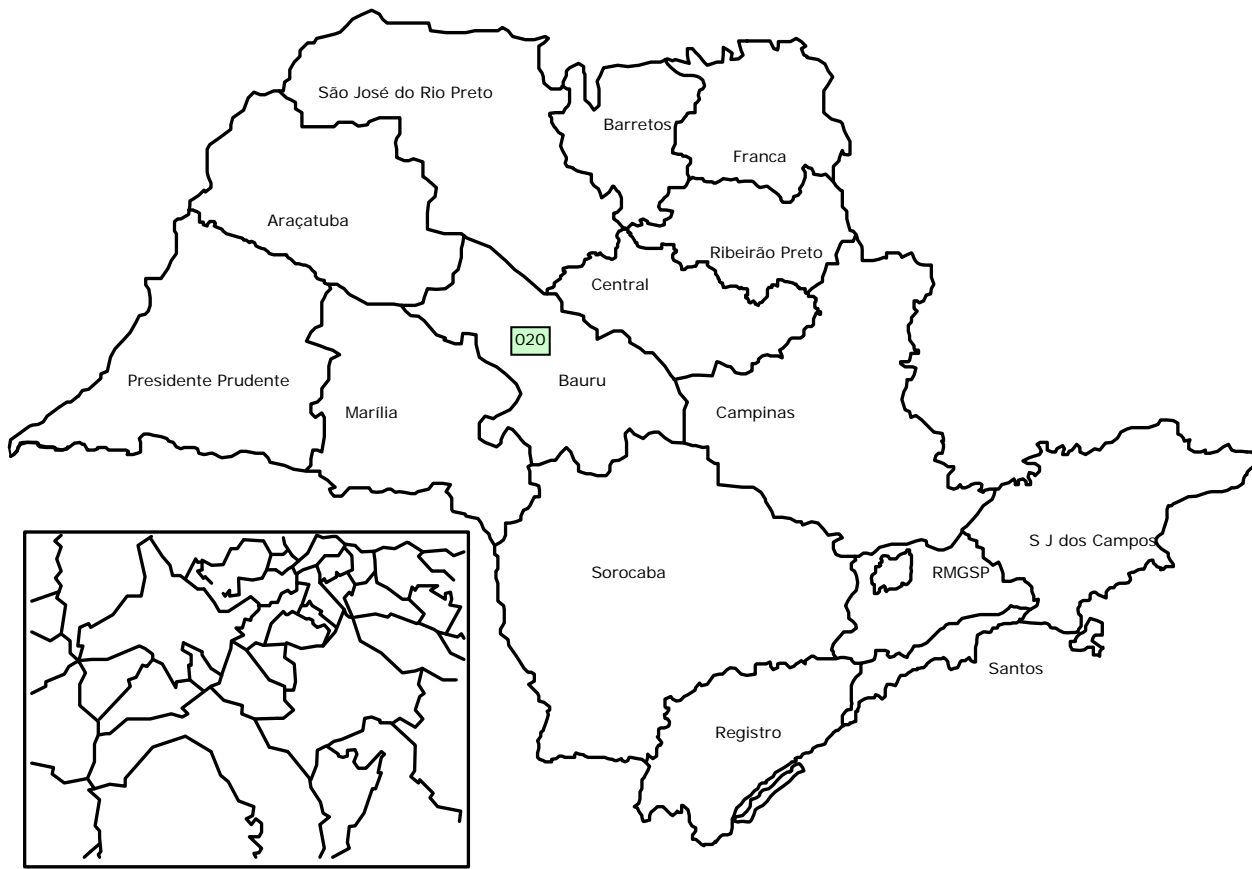 São José do Rio Preto
Barretos
Franca
Araçatuba
Ribeirão Preto
Central
020
Presidente Prudente
Bauru
Marília
Campinas
S J dos Campos
Sorocaba
RMGSP
Santos
Registro